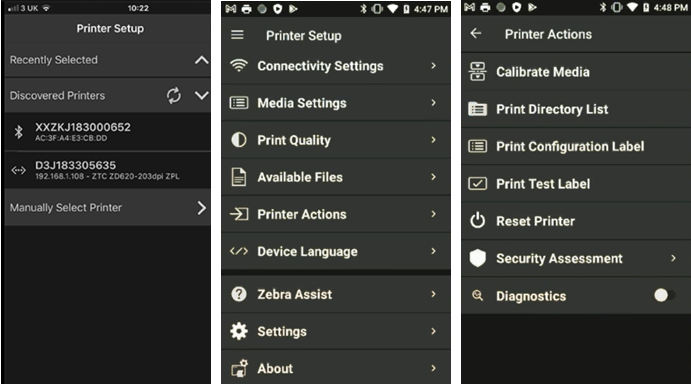 3 UK
10:22
Printer Setup
Recently Selected
Discovered Printers
XXZKJ183000652
AC:3F:A4:E3:CB:DD
D3J183305635
192.168.1.108 - ZTC ZD620-203dpi ZPL
Manually Select Printer
4:47 PM
Printer Setup
Connectivity Settings
Media Settings
Print Quality
Available Files
Printer Actions
Device Language
Zebra Assist
Settings
About
4:48 PM
Printer Actions
Calibrate Media
Print Directory List
Print Configuration Label
Print Test Label
Reset Printer
Security Assessment
Diagnostics